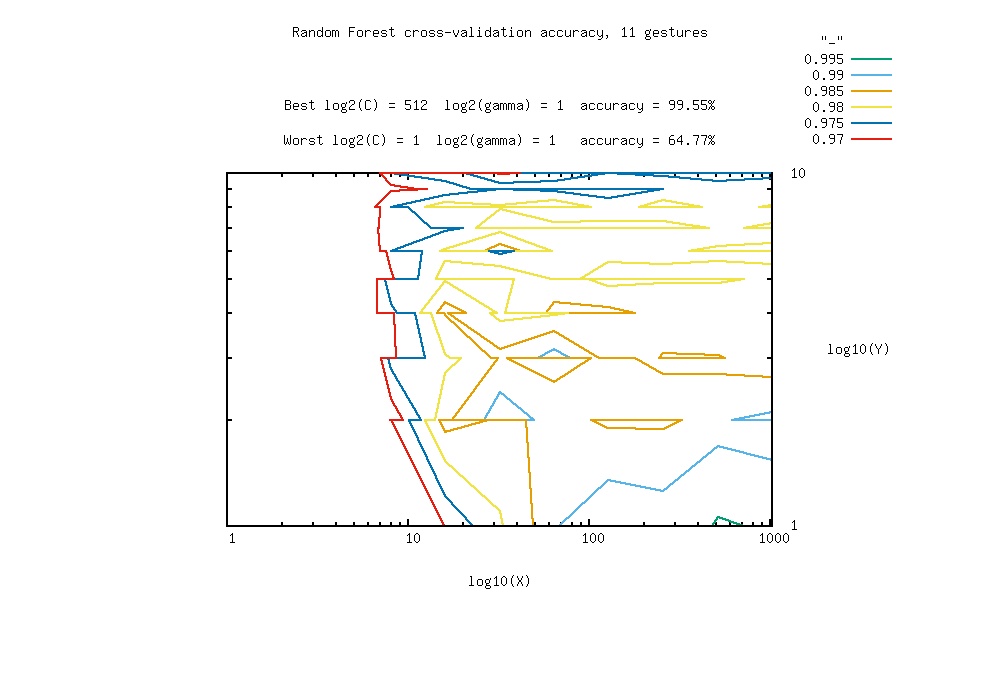 Random Forest cross-validation accuracy, 11 gestures
"_"
0.995
0.99
0.985
0.98
0.975
0.97
Best log2(C) = 512  log2(gamma) = 1  accuracy = 99.55%
Worst log2(C) = 1  log2(gamma) = 1   accuracy = 64.77%
10
log10(Y)
1
1 10 100 1000
log10(X)